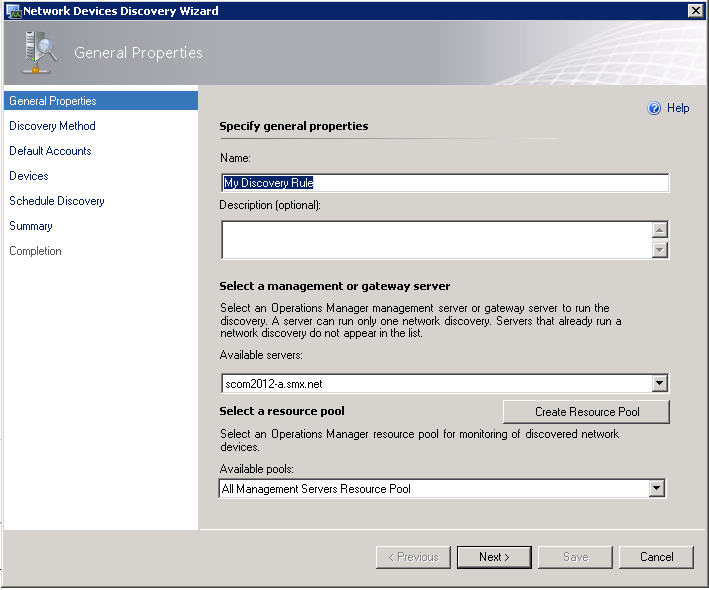 Network Devices Discovery Wizard
General Properties
General Properties
Discovery Method
Default Accounts
Devices
Schedule Discovery
Summary
Completion
Help
Specify general properties
Name:
My Discovery Rule
Description (optional):
Select a management or gateway server
Select an Operations Manager management server or gateway server to run the
discovery. A server can run only one network discovery. Servers that already run a
network discovery do not appear in the list.
Available servers:
scom2012-a.smx.net
Select a resource pool
Create Resource Pool
Select an Operations Manager resource pool for monitoring of discovered network
devices.
Available pools:
All Management Servers Resource Pool
< Previous
Next >
Save
Cancel